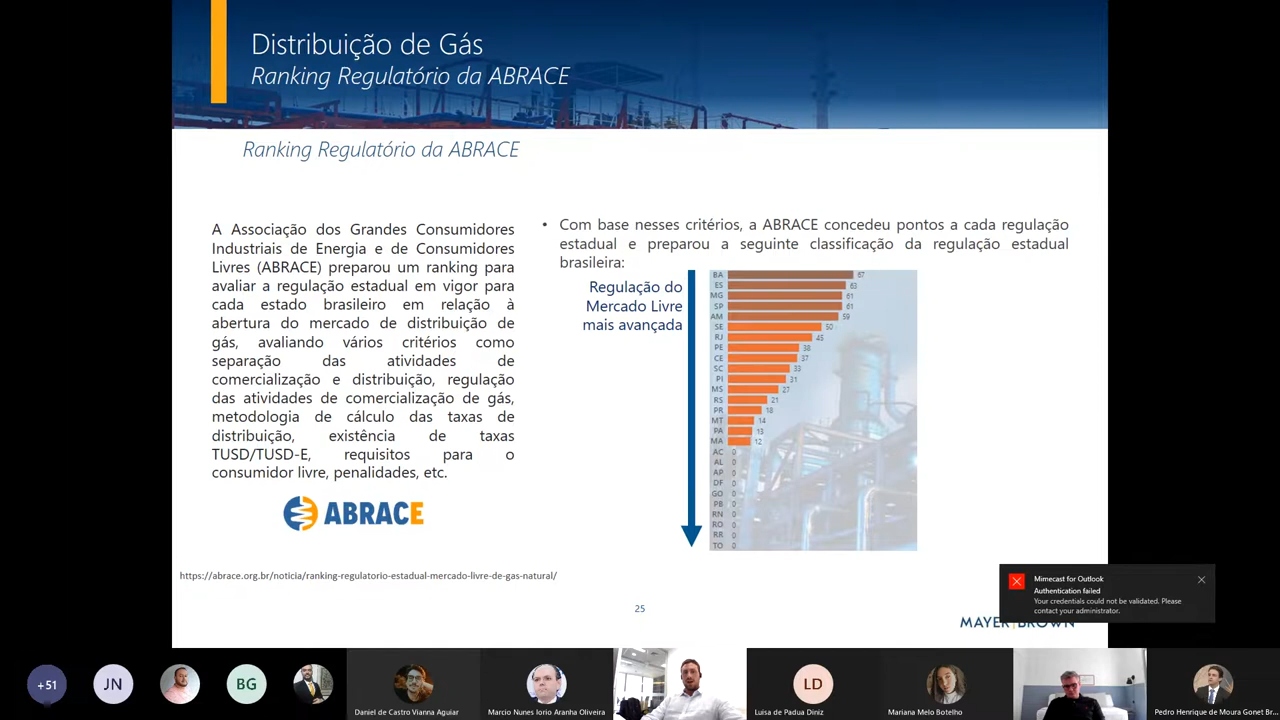 Distribuição de Gás
Ranking Regulatório da ABRACE
Ranking Regulatório da ABRACE
A Associação dos Grandes Consumidores
Industriais de Energia e de Consumidores
Livres (ABRACE) preparou um ranking para
avaliar a regulação estadual em vigor para
cada estado brasileiro em relação à
abertura do mercado de distribuição de
gás, avaliando vários critérios como
separação das atividades de
comercialização e distribuição, regulação
das atividades de comercialização de gás,
metodologia de cálculo das taxas de
distribuição, existência de taxas
TUSD/TUSD-E, requisitos para o
consumidor livre, penalidades, etc.
ABRACE
https://abrace.org.br/noticia/ranking-regulatorio-estadual-mercado-livre-de-gas-natural/
• Com base nesses critérios, a ABRACE concedeu pontos a cada regulação
estadual e preparou a seguinte classificação da regulação estadual
brasileira:
Regulação do
Mercado Livre
mais avançada
BA 67
ES 63
MG 61
SP 61
AM 59
SE 50
RJ 45
PE 38
CE 37
SC 33
PI 31
MS 27
RS 21
PR 18
MT 14
PA 13
MA 12
AC 0
AL 0
AP 0
DF 0
GO 0
PB 0
RN 0
RO 0
RR 0
TO 0
25
MAYER BROWN
Mimecast for Outlook
Authentication failed
Your credentials could not be validated. Please
contact your administrator.
+51
JN
BG
Daniel de Castro Vianna Aguiar
Marcio Nunes Iorio Aranha Oliveira
LD
Luisa de Padua Diniz
Mariana Melo Botelho
Pedro Henrique de Moura Gonet Br...